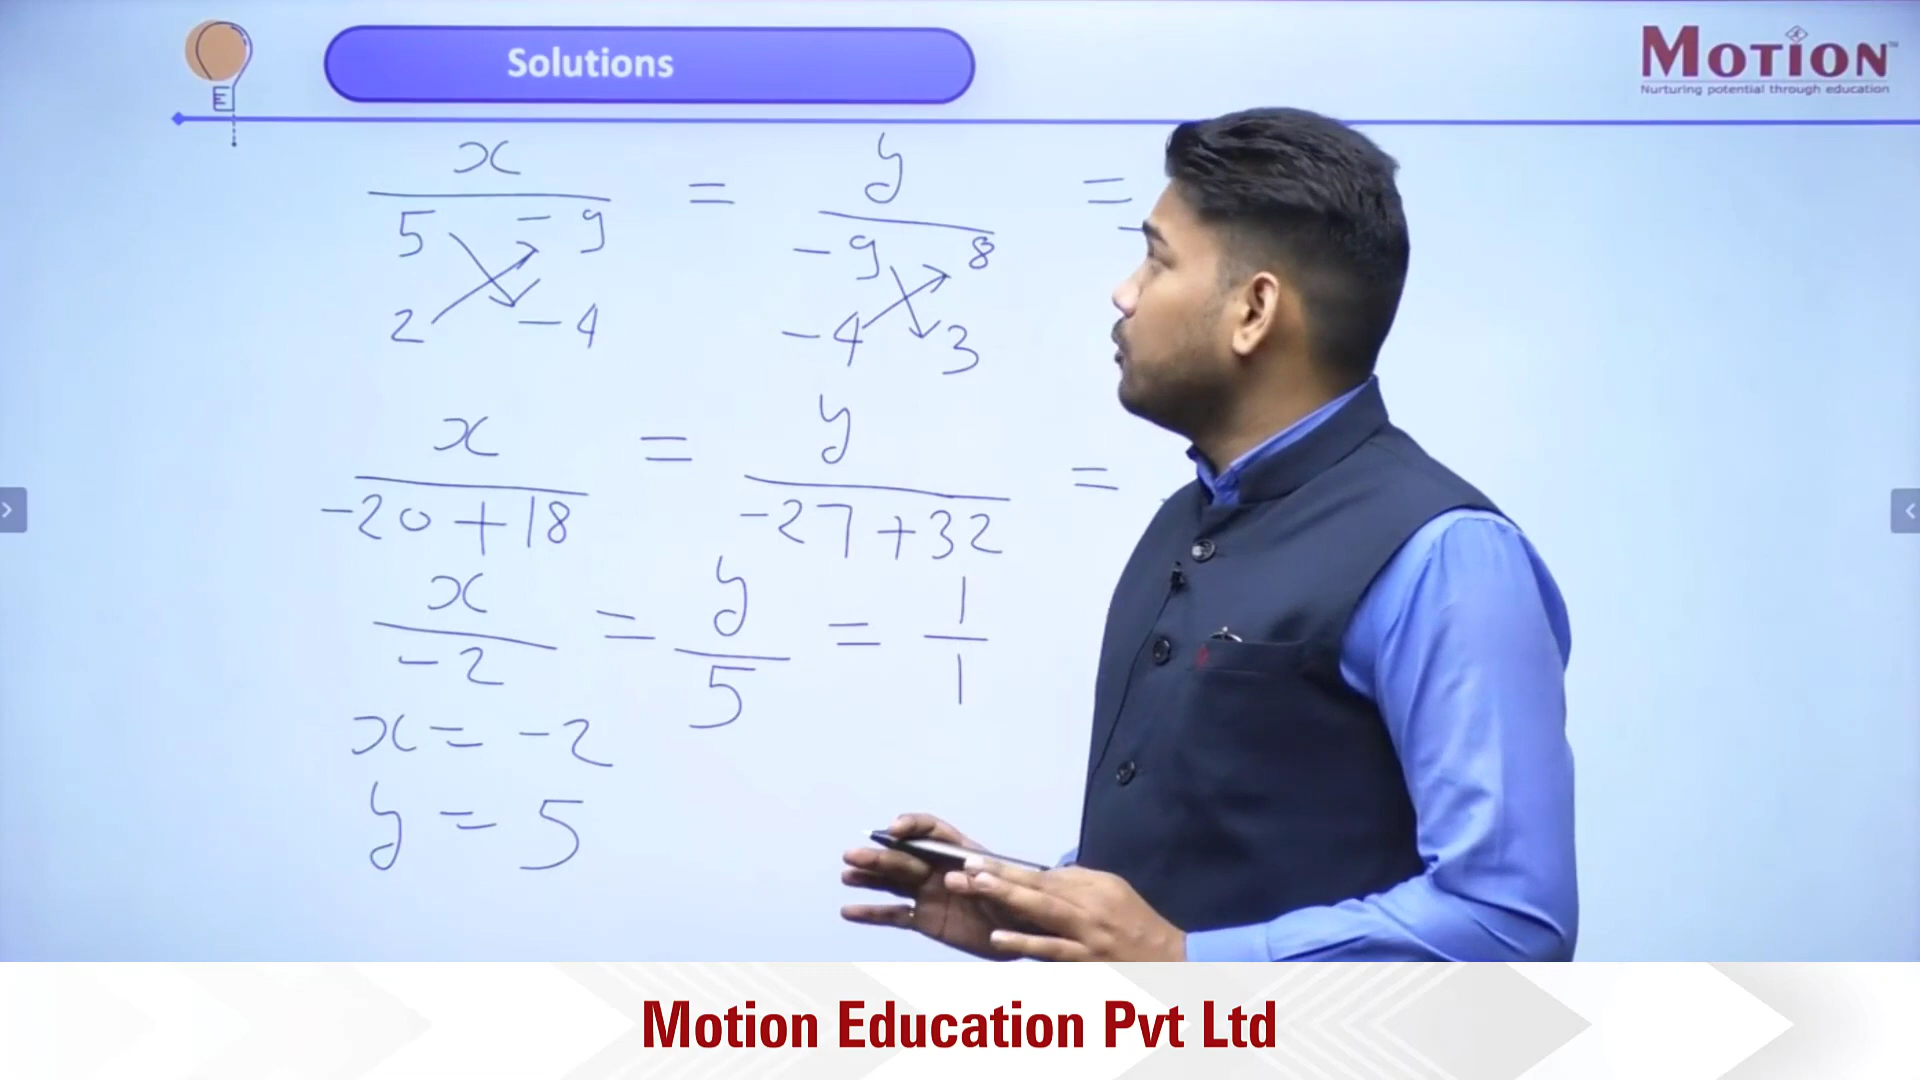 Solutions
MOTION™
Nurturing potential through education
x = y =
5 -9 -9 8
2 -4 -4 3
x = y =
-20+18 -27+32
x = y = 1
-2 5 1
x = -2
y = 5
Motion Education Pvt Ltd